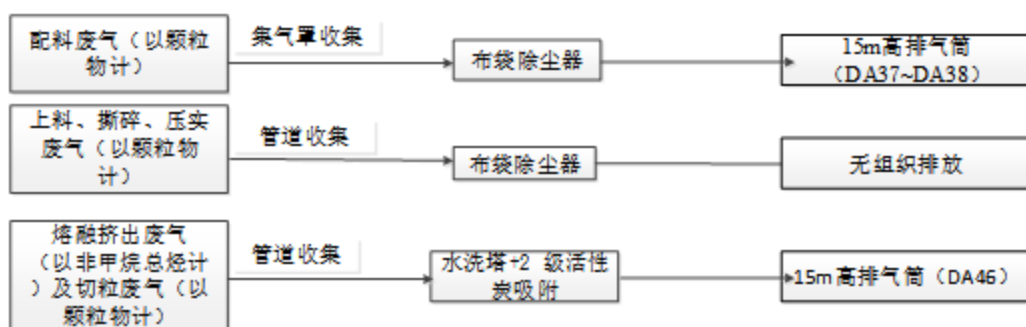 配料废气（以颗粒
物计）
集气罩收集
布袋除尘器
15m高排气筒
（DA37~DA38）
上料、撕碎、压实
废气（以颗粒物
计）
管道收集
布袋除尘器
无组织排放
熔融挤出废气
（以非甲烷总烃计
）及切粒废气（以
颗粒物计）
管道收集
水洗塔+2 级活性
炭吸附
15m高排气筒（DA46）